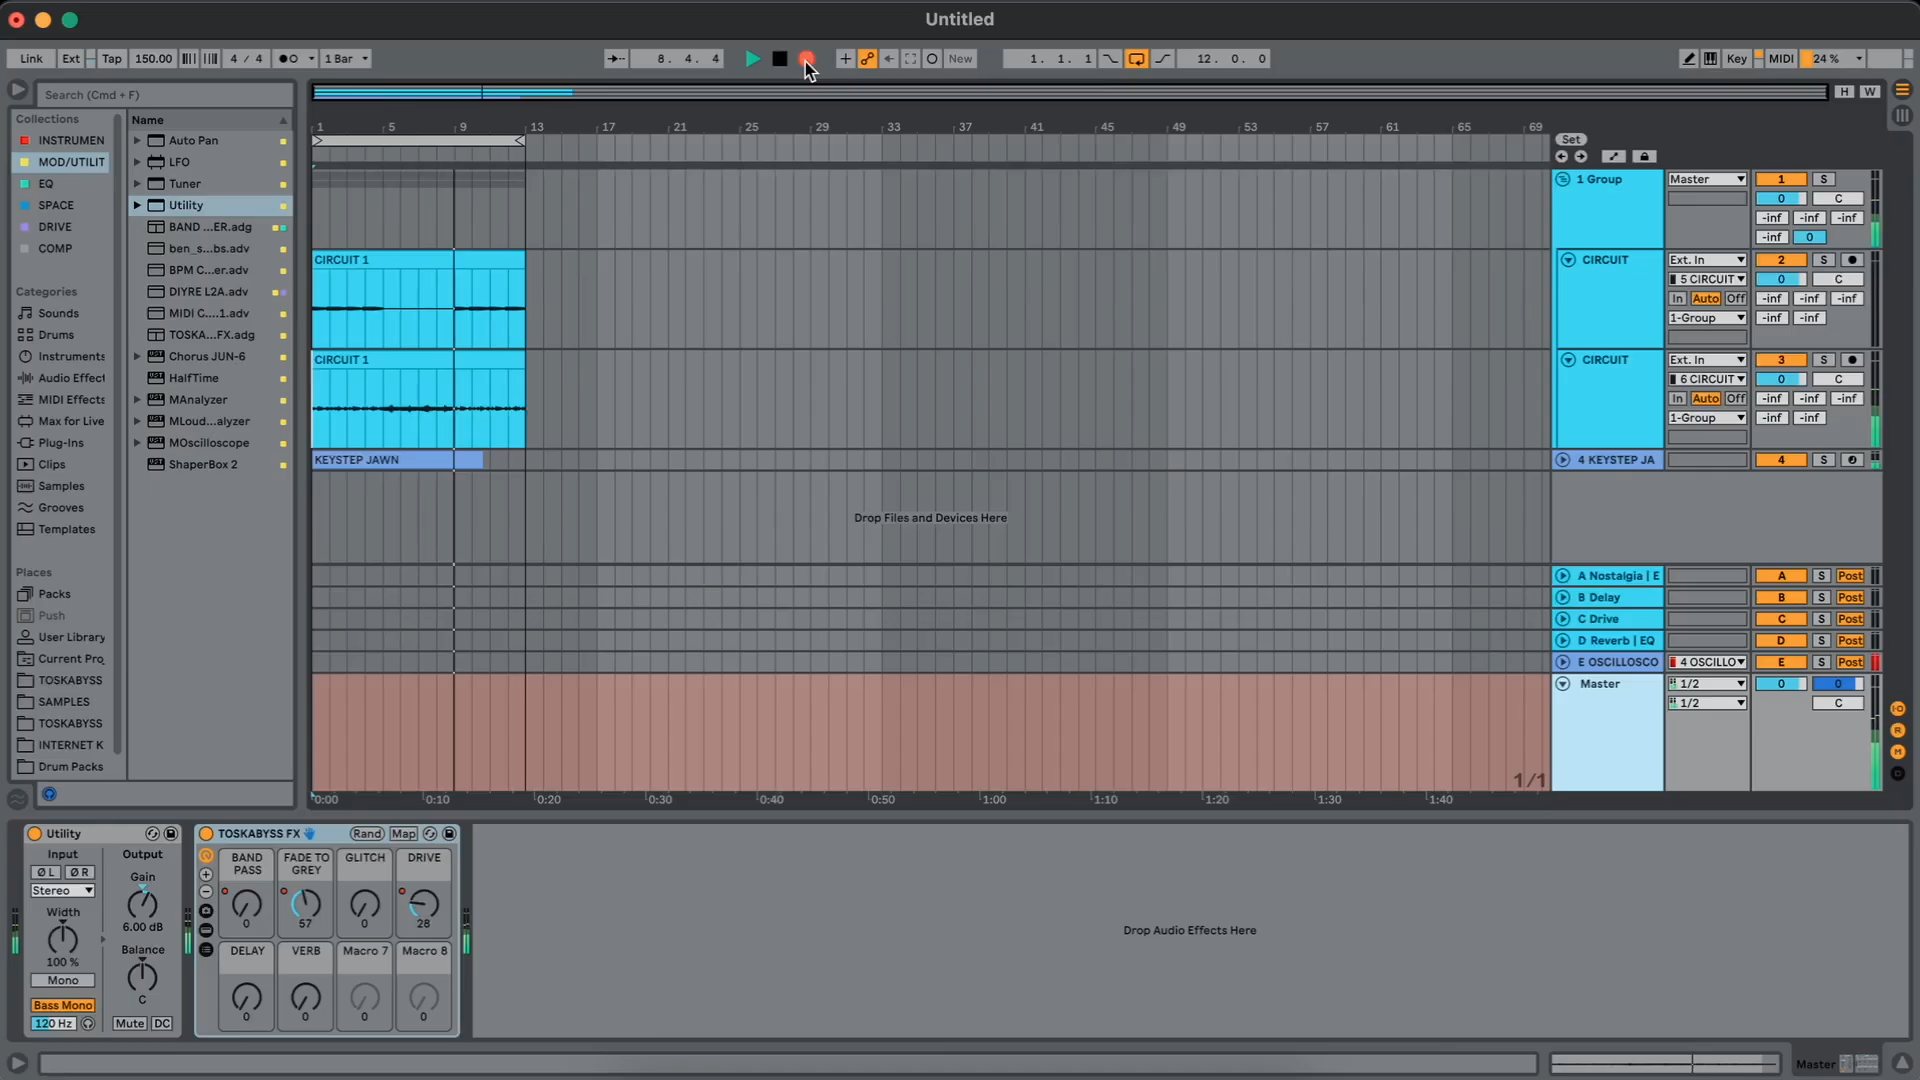 Untitled
Link Ext Tap 150.00 4 / 4 1 Bar 8. 4. 4 New 1. 1. 1 12. 0. 0 Key MIDI 24 %
Search (Cmd + F)
H W
Collections
INSTRUMEN
MOD/UTILIT
EQ
SPACE
DRIVE
COMP
Categories
Sounds
Drums
Instruments
Audio Effect
MIDI Effects
Max for Live
Plug-Ins
Clips
Samples
Grooves
Templates
Places
Packs
Push
User Library
Current Pro
TOSKABYSS
SAMPLES
TOSKABYSS
INTERNET K
Drum Packs
Name
Auto Pan
LFO
Tuner
Utility
BAND ...ER.adg
ben_s...bs.adv
BPM C...er.adv
DIYRE L2A.adv
MIDI C....1.adv
TOSKA...FX.adg
Chorus JUN-6
HalfTime
MAnalyzer
MLoud...alyzer
MOscilloscope
ShaperBox 2
1 5 9 13 17 21 25 29 33 37 41 45 49 53 57 61 65 69
Set
CIRCUIT 1
CIRCUIT 1
KEYSTEP JAWN
Drop Files and Devices Here
1/1
0:00 0:10 0:20 0:30 0:40 0:50 1:00 1:10 1:20 1:30 1:40
1 Group Master 1 S
0 C
-inf -inf -inf
-inf 0
CIRCUIT Ext. In 2 S
5 CIRCUIT 0 C
In Auto Off -inf -inf -inf
1-Group -inf -inf
CIRCUIT Ext. In 3 S
6 CIRCUIT 0 C
In Auto Off -inf -inf -inf
1-Group -inf -inf
4 KEYSTEP JA 4 S
A Nostalgia | E A S Post
B Delay B S Post
C Drive C S Post
D Reverb | EQ D S Post
E OSCILLOSCO 4 OSCILLO E S Post
Master 1/2 0 0
1/2 C
I·O
R
M
D
Utility
Input Output
Ø L Ø R Gain
Stereo
Width 6.00 dB
Balance
100 %
Mono C
Bass Mono
120 Hz Mute DC
TOSKABYSS FX Rand Map
BAND PASS FADE TO GREY GLITCH DRIVE
0 57 0 28
DELAY VERB Macro 7 Macro 8
0 0 0 0
Drop Audio Effects Here
Master